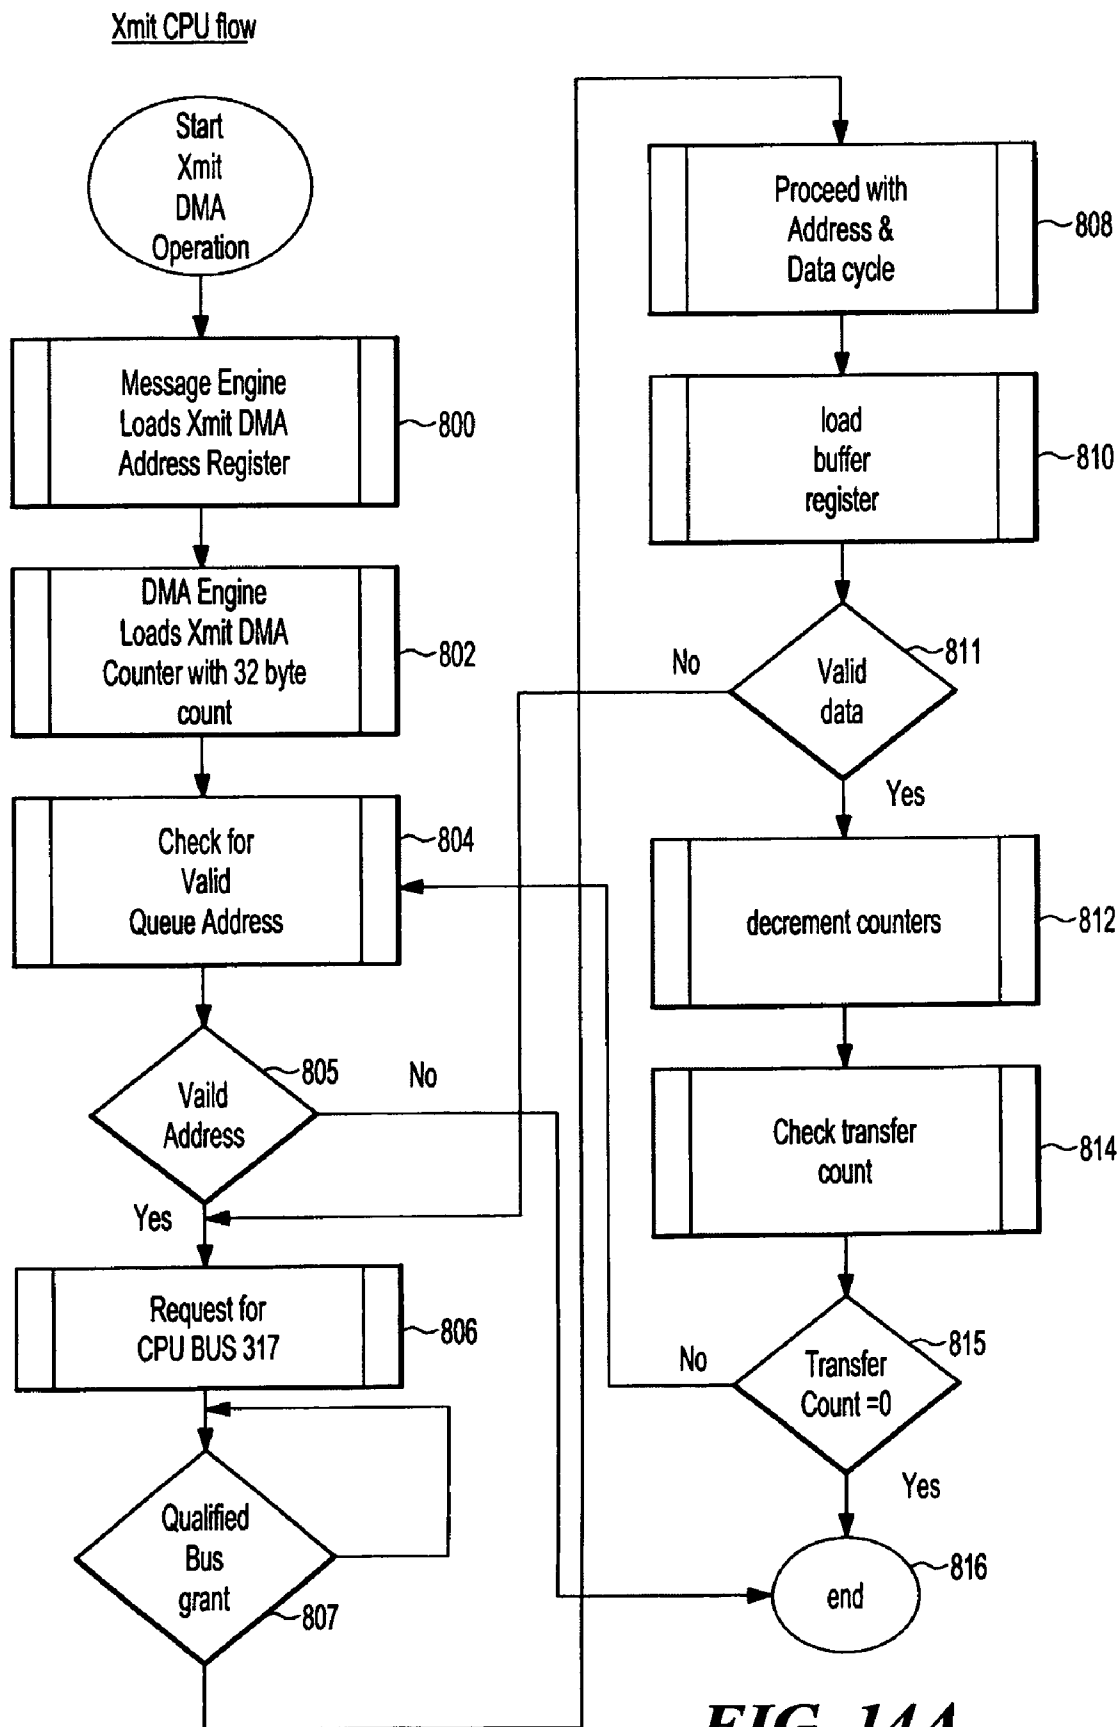 Xmit CPU flow
Start
Xmit
DMA
Operation
Message Engine
Loads Xmit DMA
Address Register
800
DMA Engine
Loads Xmit DMA
Counter with 32 byte
count
802
Check for
Valid
Queue Address
804
Vaild
Address
805
No
Yes
Request for
CPU BUS 317
806
Qualified
Bus
grant
807
Proceed with
Address &
Data cycle
808
load
buffer
register
810
Valid
data
811
No
Yes
decrement counters
812
Check transfer
count
814
Transfer
Count =0
815
No
Yes
end
816
FIG. 14A